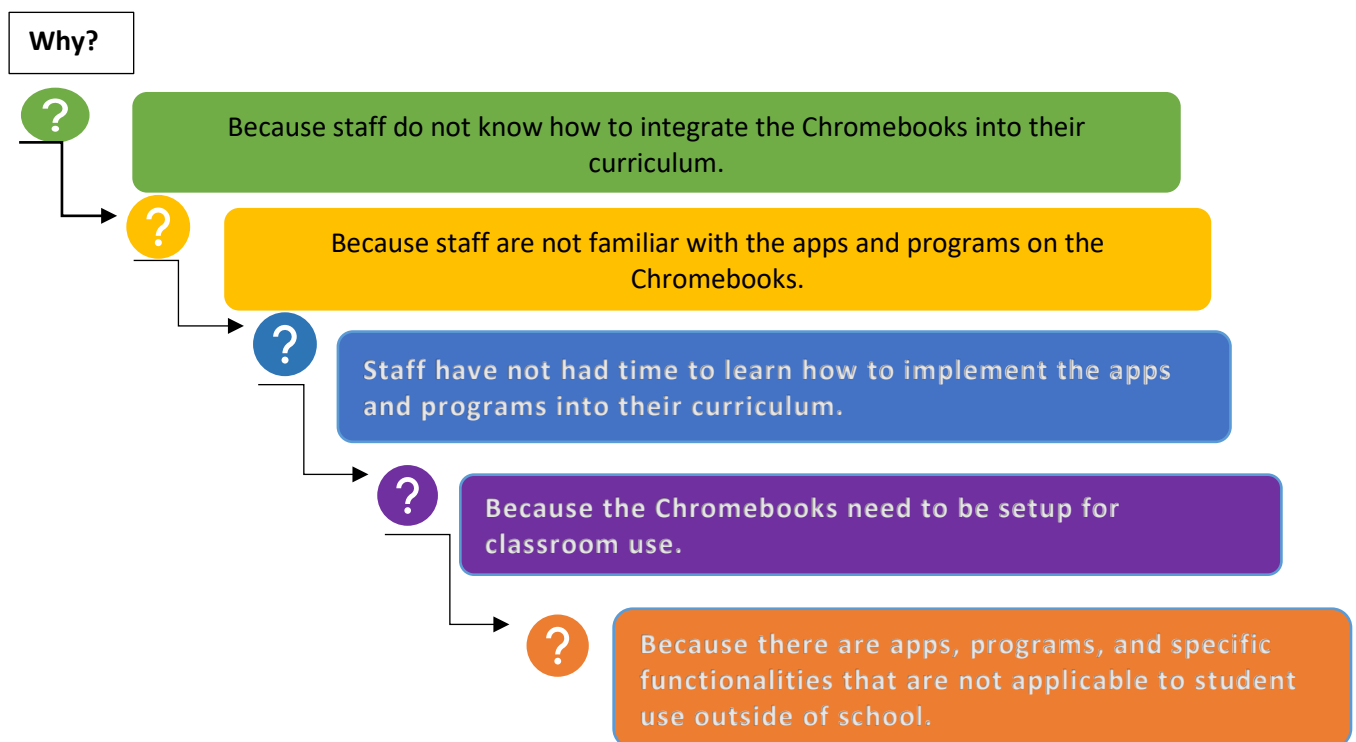 Why?
?
Because staff do not know how to integrate the Chromebooks into their
curriculum.
?
Because staff are not familiar with the apps and programs on the
Chromebooks.
?
Staff have not had time to learn how to implement the apps
and programs into their curriculum.
?
Because the Chromebooks need to be setup for
classroom use.
?
Because there are apps, programs, and specific
functionalities that are not applicable to student
use outside of school.